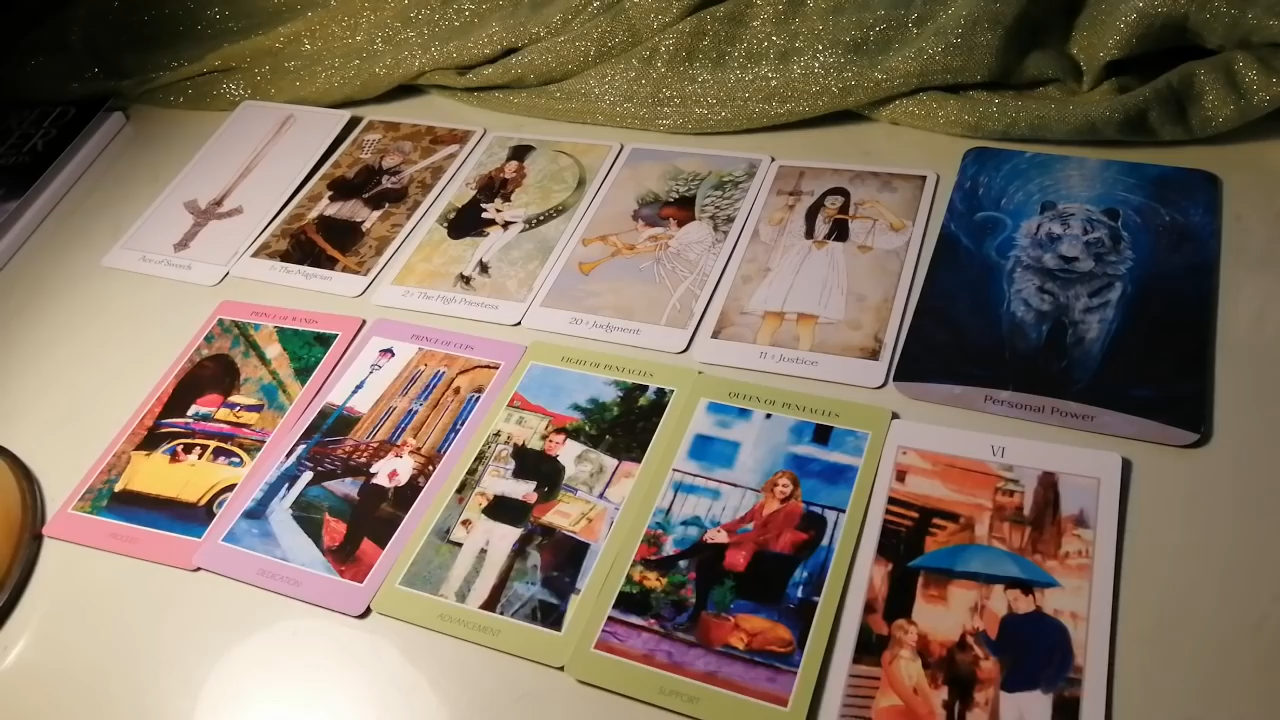 Ace of Swords
1 The Magician
2 The High Priestess
20 Judgment
11 Justice
Personal Power
PRINCE OF WANDS
PRINCE OF CUPS
DEDICATION
EIGHT OF PENTACLES
ADVANCEMENT
QUEEN OF PENTACLES
SUPPORT
VI